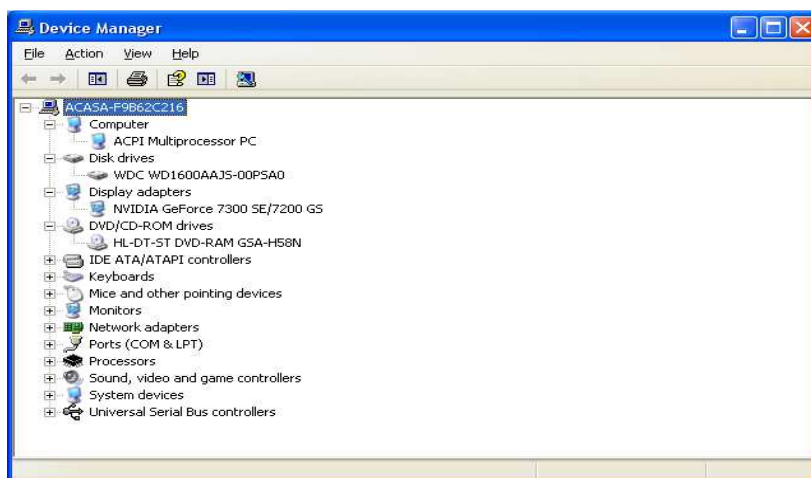 Device Manager
File Action View Help
ACASA-F9B62C216
Computer
ACPI Multiprocessor PC
Disk drives
WDC WD1600AAJS-00PSA0
Display adapters
NVIDIA GeForce 7300 SE/7200 GS
DVD/CD-ROM drives
HL-DT-ST DVD-RAM GSA-H58N
IDE ATA/ATAPI controllers
Keyboards
Mice and other pointing devices
Monitors
Network adapters
Ports (COM & LPT)
Processors
Sound, video and game controllers
System devices
Universal Serial Bus controllers